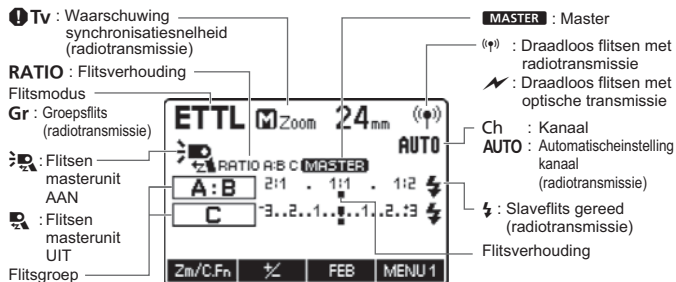 Tv : Waarschuwing
synchronisatiesnelheid
(radiotransmissie)
RATIO : Flitsverhouding
Flitsmodus
Gr : Groepsflits
(radiotransmissie)
: Flitsen
masterunit
AAN
: Flitsen
masterunit
UIT
Flitsgroep
ETTL M Zoom 24mm
AUTO
RATIO A:B C MASTER
A:B 2:1 . 1:1 . 1:2
C -3..2..1..0..1..2.:+3
Zm/C.Fn +/- FEB MENU 1
MASTER : Master
: Draadloos flitsen met
radiotransmissie
: Draadloos flitsen met
optische transmissie
Ch : Kanaal
AUTO : Automatischeinstelling
kanaal
(radiotransmissie)
: Slaveflits gereed
(radiotransmissie)
Flitsverhouding